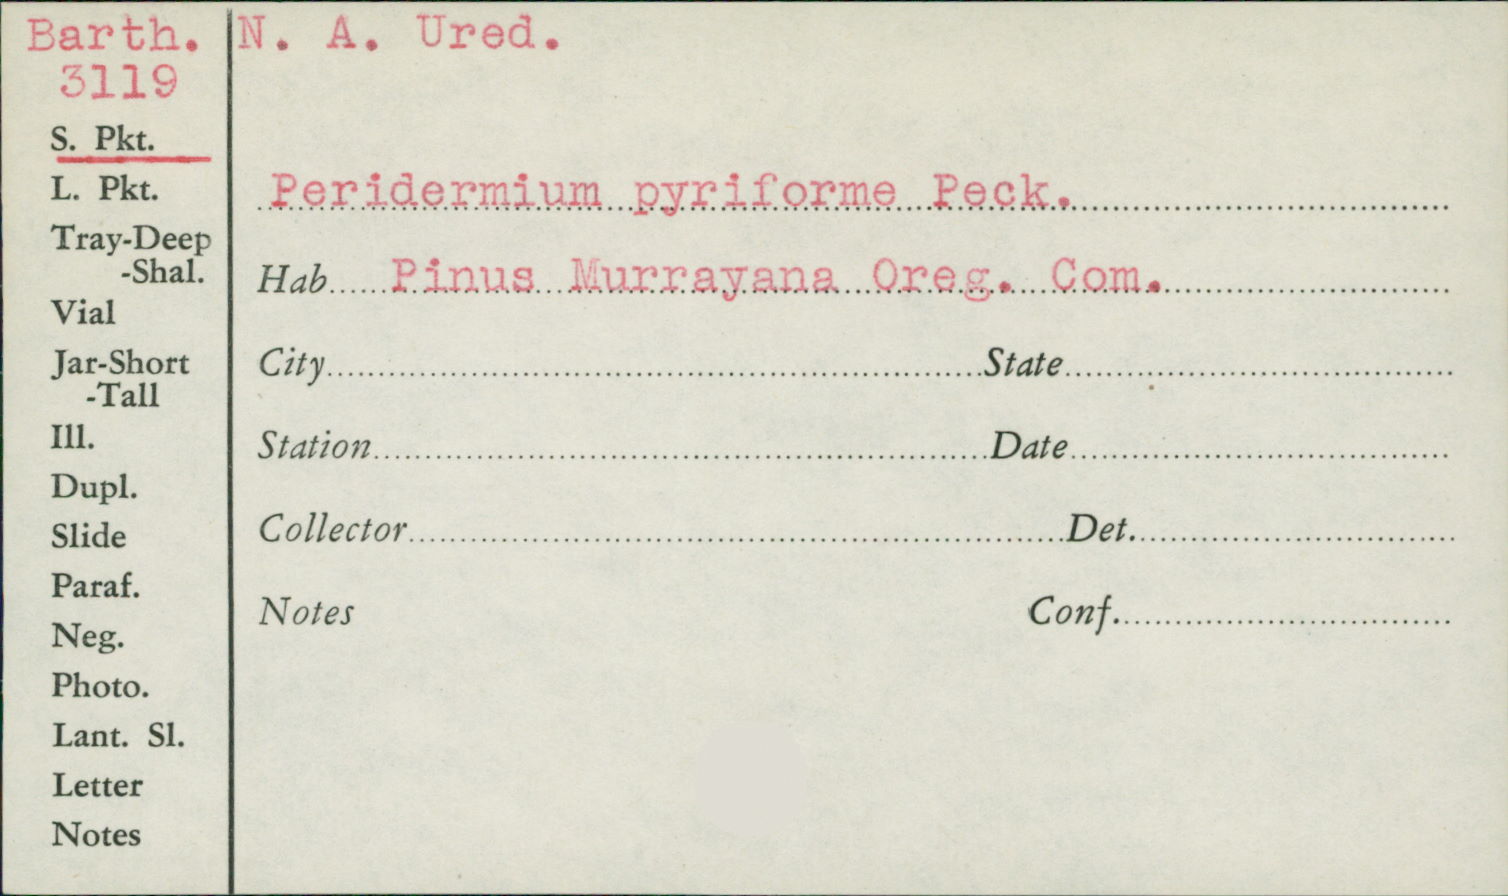 Barth. N. A. Ured.
3119
S. Pkt.
L. Pkt.
Tray-Deep
-Shal.
Vial
Jar-Short
-Tall
Ill.
Dupl.
Slide
Paraf.
Neg.
Photo.
Lant. Sl.
Letter
Notes
Peridermium pyriforme Peck.
Hab Pinus Murrayana Oreg. Com.
City State
Station Date
Collector Det.
Notes Conf.